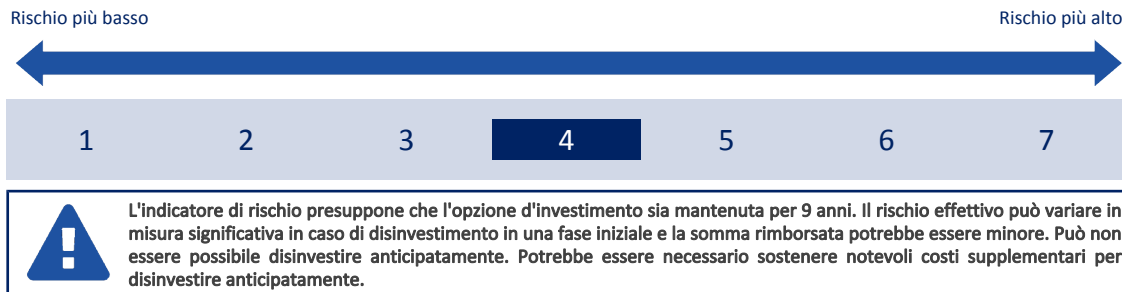 Rischio più basso Rischio più alto
1 2 3 4 5 6 7
L'indicatore di rischio presuppone che l'opzione d'investimento sia mantenuta per 9 anni. Il rischio effettivo può variare in
misura significativa in caso di disinvestimento in una fase iniziale e la somma rimborsata potrebbe essere minore. Può non
essere possibile disinvestire anticipatamente. Potrebbe essere necessario sostenere notevoli costi supplementari per
disinvestire anticipatamente.